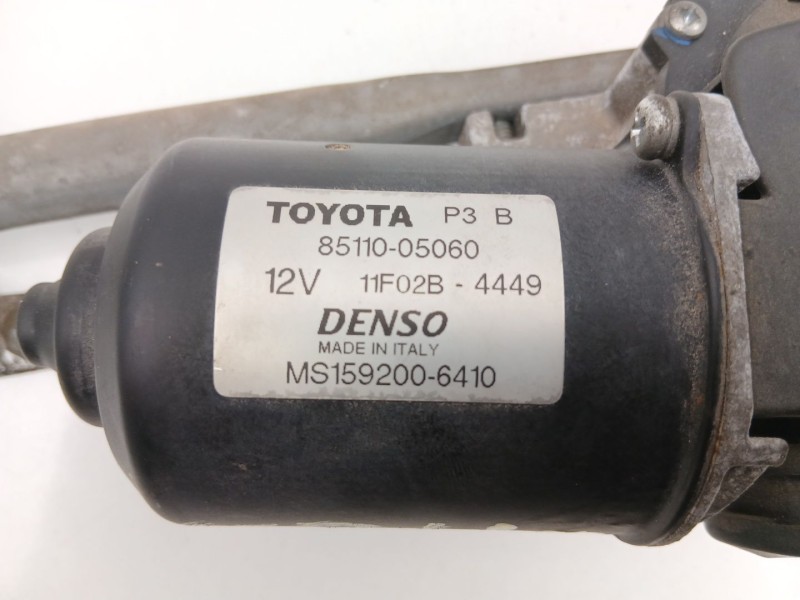 TOYOTA P3 B
85110-05060
12V 11F02B - 4449
DENSO
MADE IN ITALY
MS159200-6410